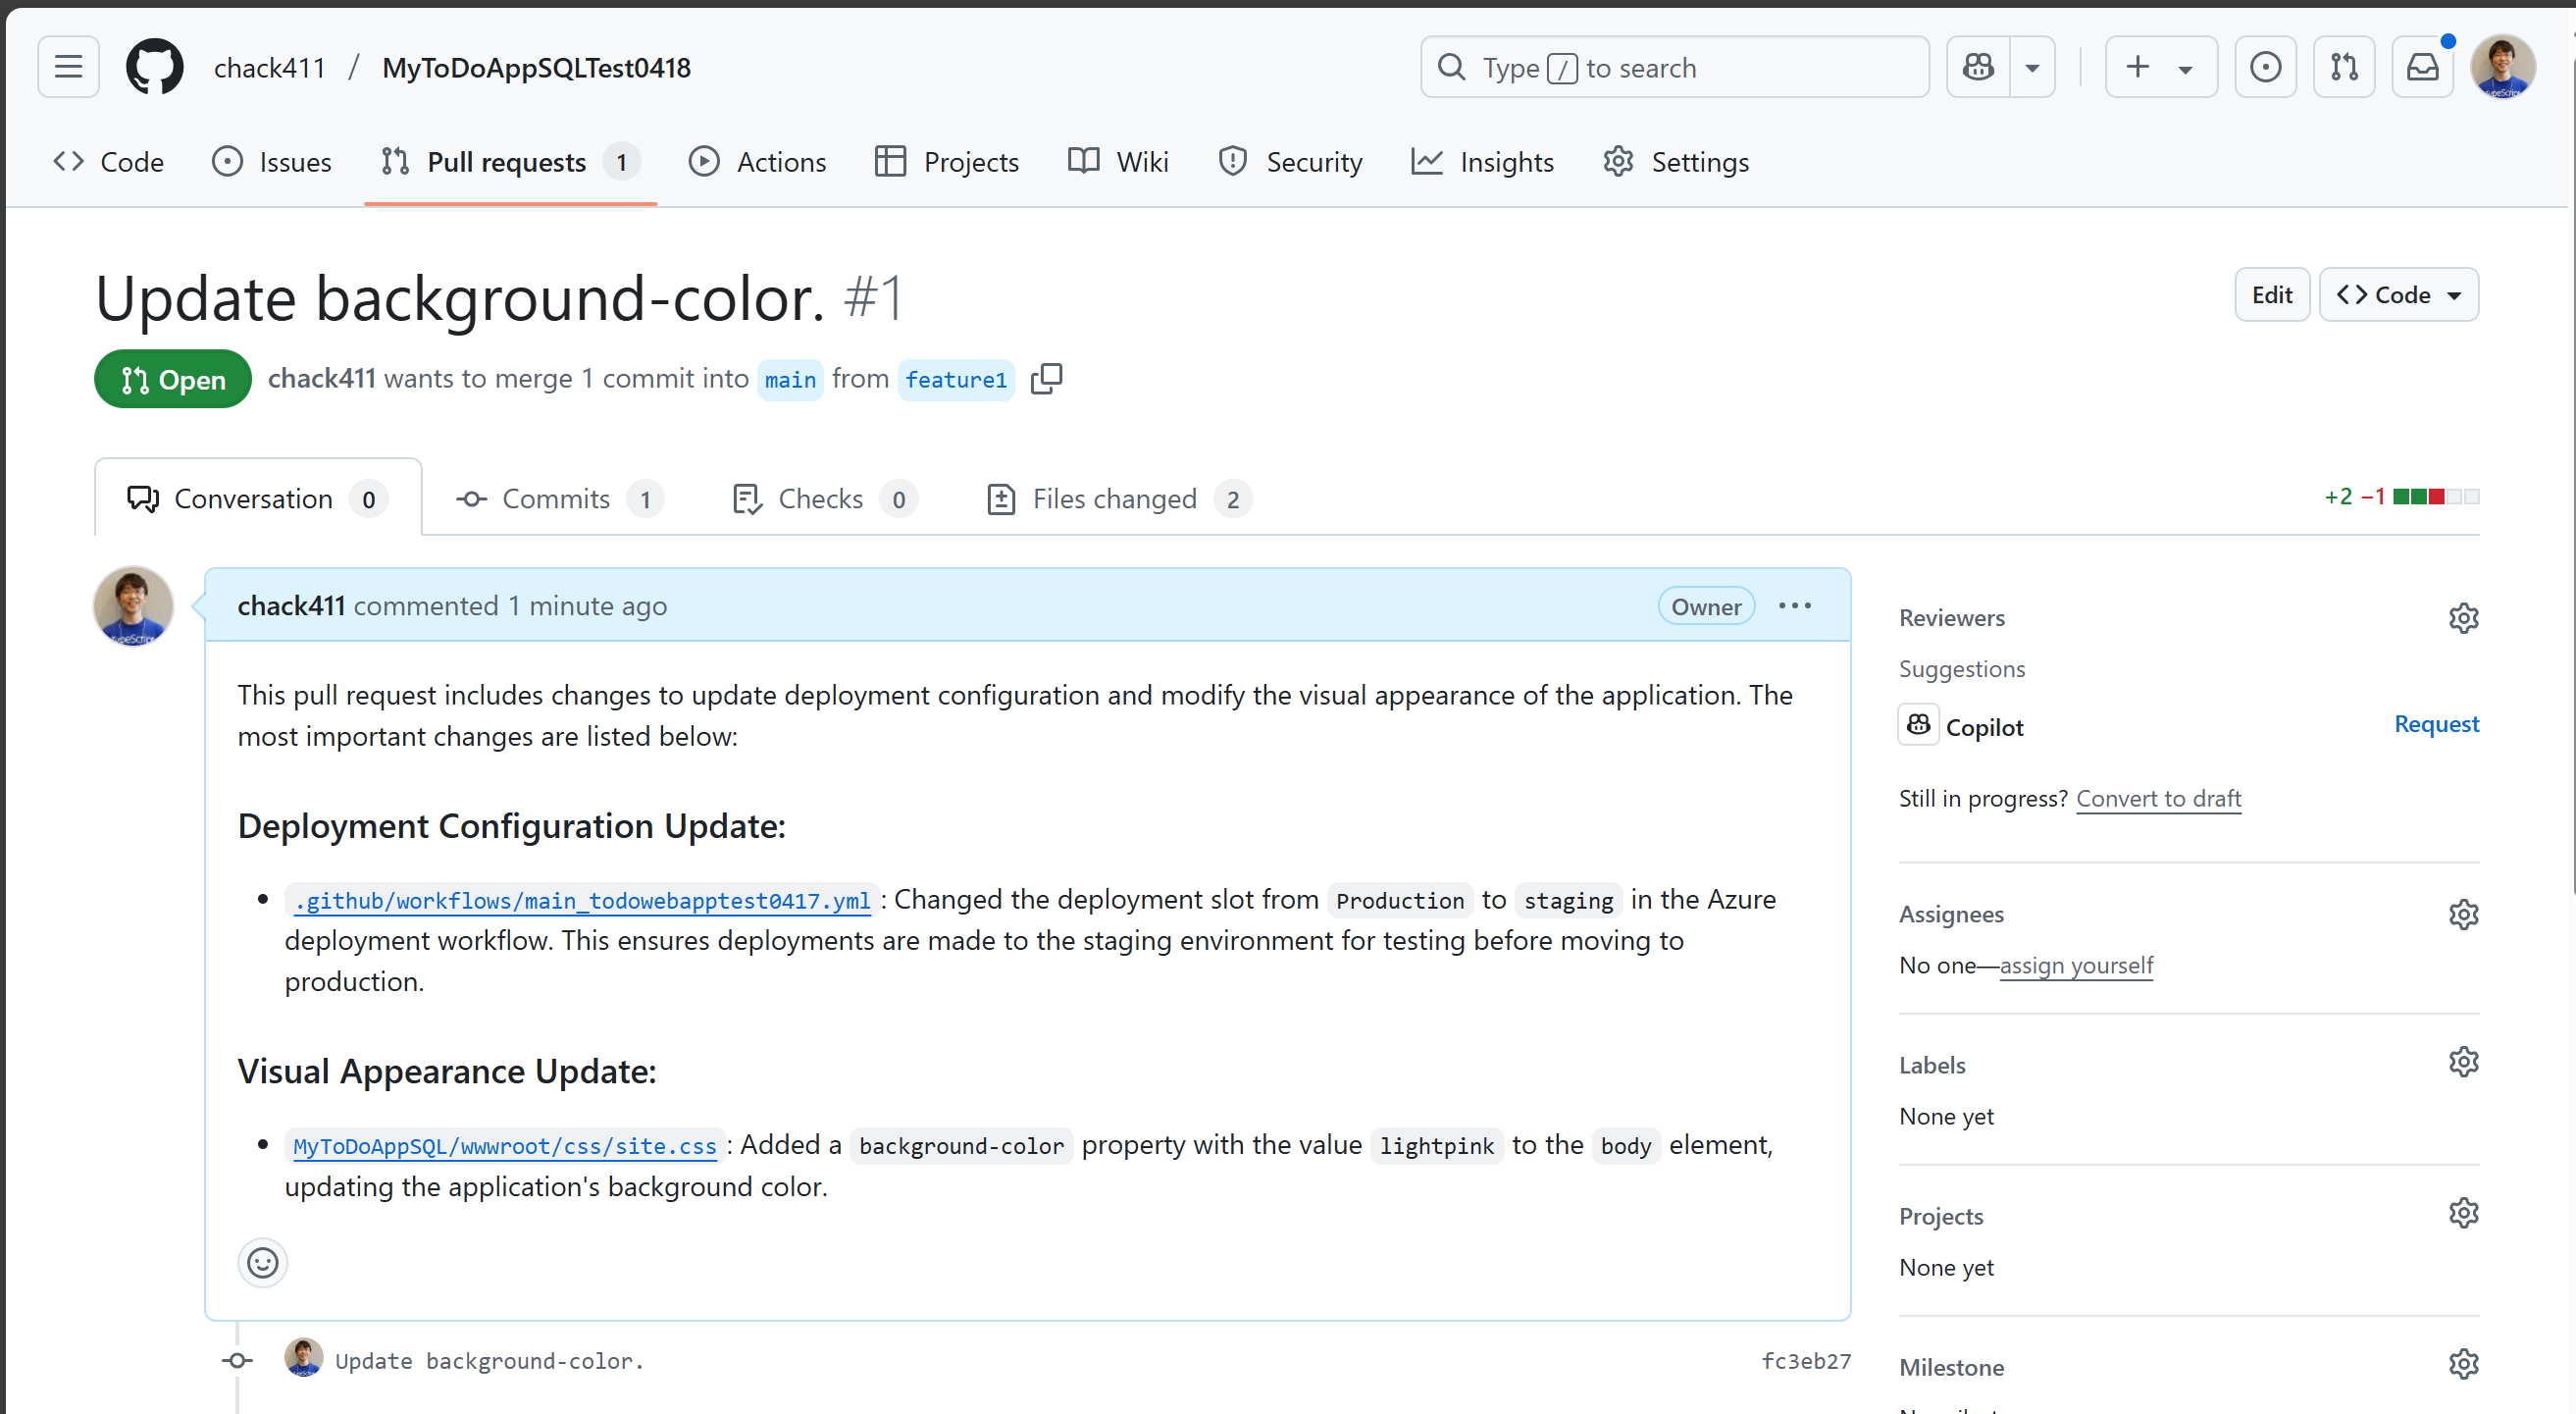 chack411 / MyToDoAppSQLTest0418
Type / to search
Code
Issues
Pull requests 1
Actions
Projects
Wiki
Security
Insights
Settings
Update background-color. #1
Edit
Code
Open
chack411 wants to merge 1 commit into main from feature1
Conversation 0
Commits 1
Checks 0
Files changed 2
+2 −1
chack411 commented 1 minute ago
Owner
This pull request includes changes to update deployment configuration and modify the visual appearance of the application. The
most important changes are listed below:
Deployment Configuration Update:
• .github/workflows/main_todowebapptest0417.yml: Changed the deployment slot from Production to staging in the Azure
deployment workflow. This ensures deployments are made to the staging environment for testing before moving to
production.
Visual Appearance Update:
• MyToDoAppSQL/wwwroot/css/site.css: Added a background-color property with the value lightpink to the body element,
updating the application's background color.
Update background-color.
fc3eb27
Reviewers
Suggestions
Copilot
Request
Still in progress? Convert to draft
Assignees
No one—assign yourself
Labels
None yet
Projects
None yet
Milestone